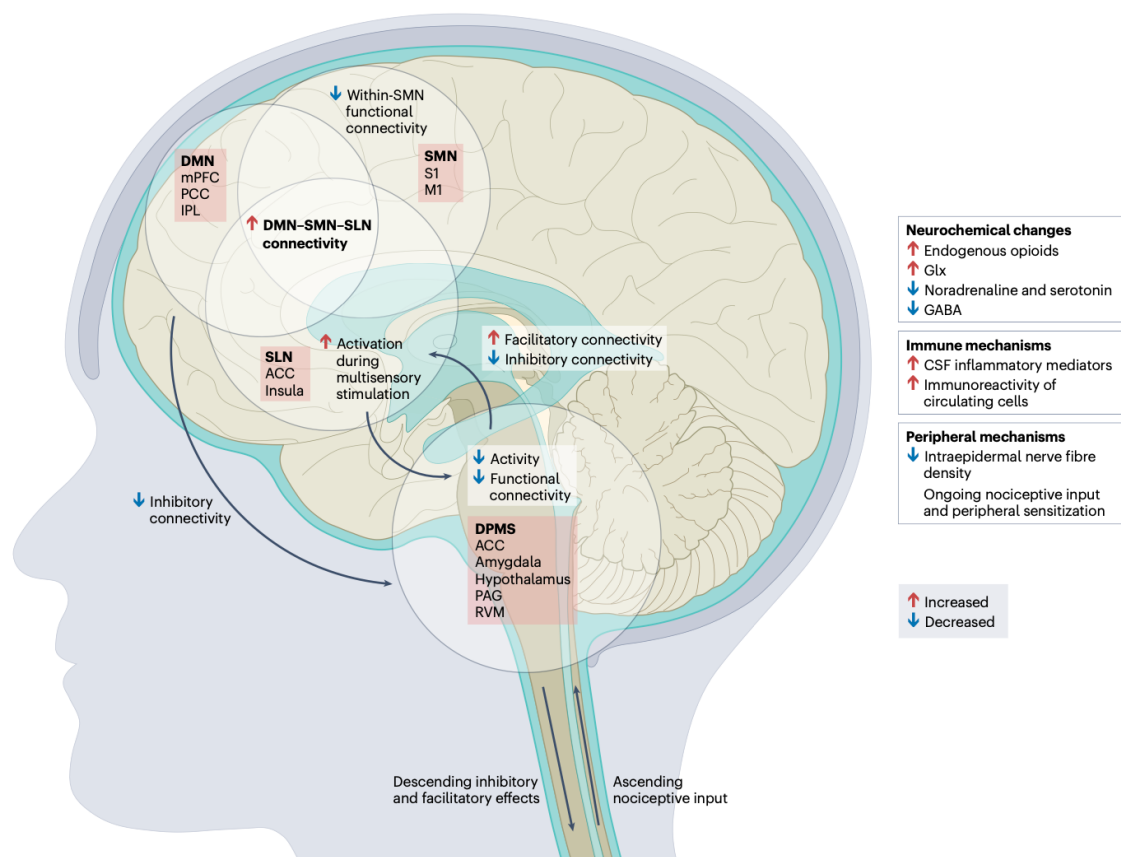 Within-SMN
functional
connectivity
DMN
mPFC
PCC
IPL
SMN
S1
M1
DMN–SMN–SLN
connectivity
SLN
ACC
Insula
Activation
during
multisensory
stimulation
Facilitatory connectivity
Inhibitory connectivity
Activity
Functional
connectivity
Inhibitory
connectivity
DPMS
ACC
Amygdala
Hypothalamus
PAG
RVM
Descending inhibitory
and facilitatory effects
Ascending
nociceptive input
Neurochemical changes
Endogenous opioids
Glx
Noradrenaline and serotonin
GABA
Immune mechanisms
CSF inflammatory mediators
Immunoreactivity of
circulating cells
Peripheral mechanisms
Intraepidermal nerve fibre
density
Ongoing nociceptive input
and peripheral sensitization
Increased
Decreased